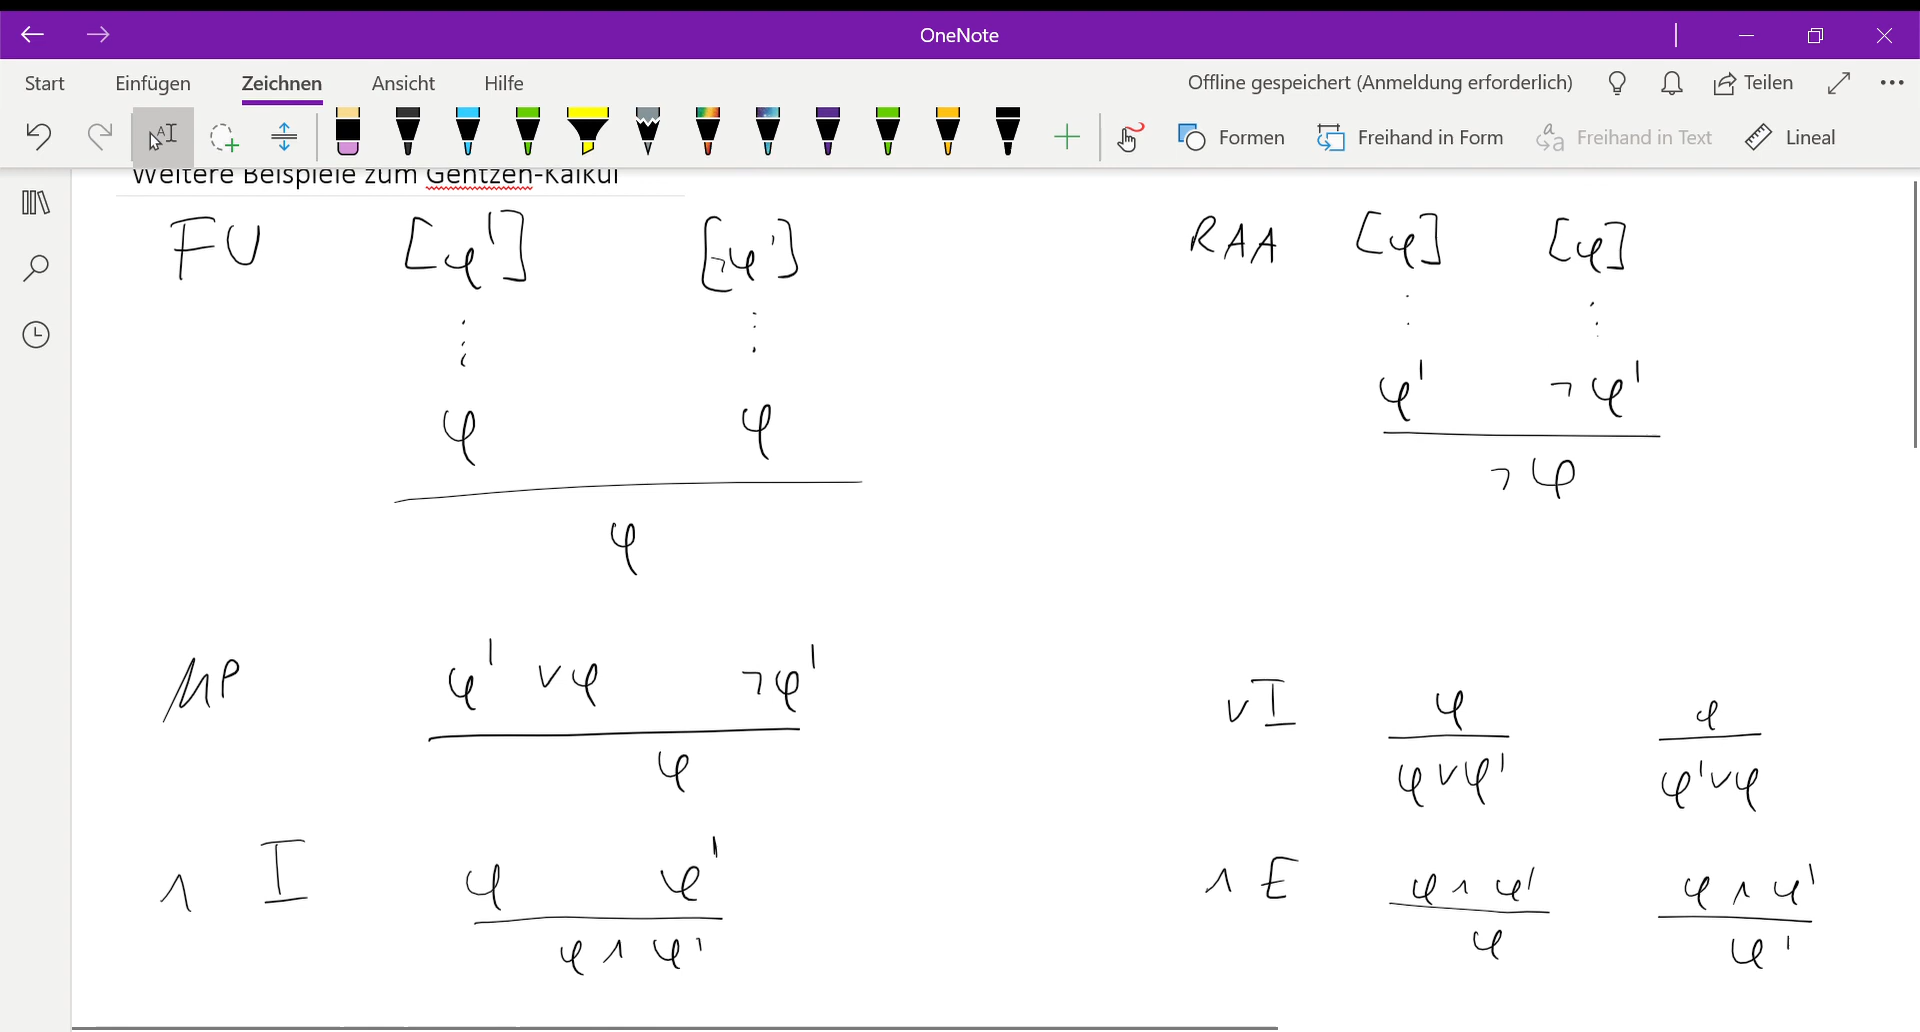 OneNote
Start Einfügen Zeichnen Ansicht Hilfe Offline gespeichert (Anmeldung erforderlich) Teilen
Formen Freihand in Form Freihand in Text Lineal
Weitere Beispiele zum Gentzen-Kalkül
FU [φ'] [¬φ'] RAA [φ] [φ]
⋮ ⋮ ⋮ ⋮
φ φ φ' ¬φ'
φ ¬φ
MP φ' ∨ φ ¬φ' ∨I φ φ
φ φ∨φ' φ'∨φ
∧ I φ φ' ∧ E φ ∧ φ' φ ∧ φ'
φ ∧ φ' φ φ'